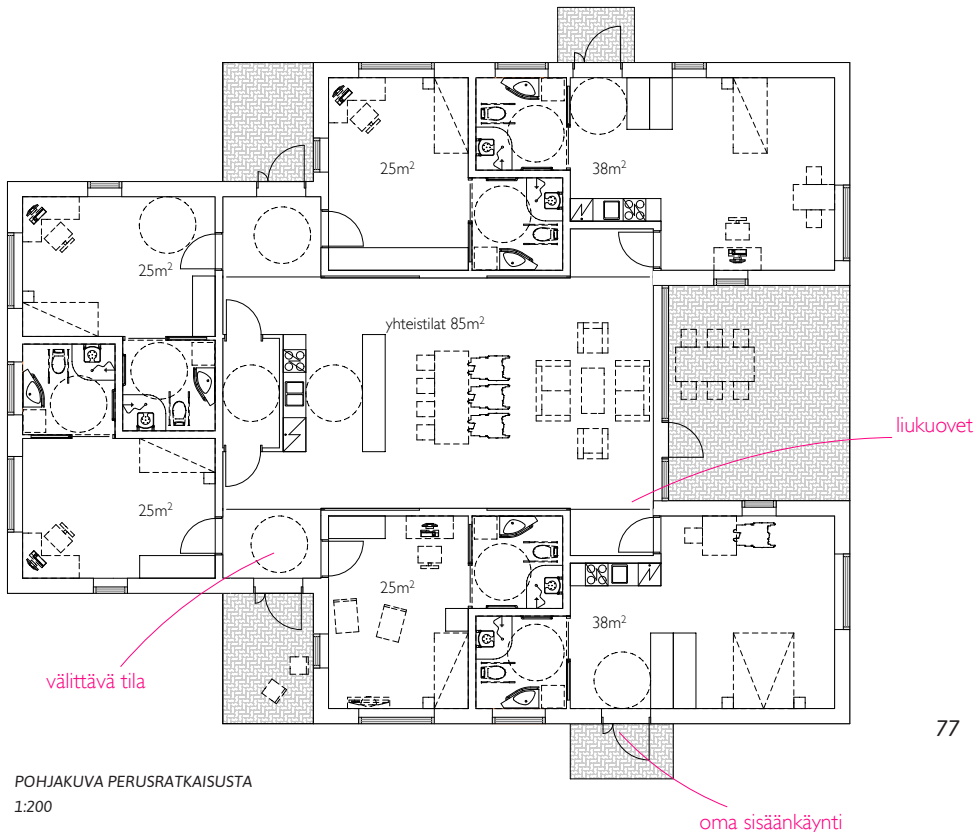 25m²
38m²
25m²
yhteistilat 85m²
liukuovet
25m²
25m²
38m²
välittävä tila
77
POHJAKUVA PERUSRATKAISUSTA
1:200
oma sisäänkäynti